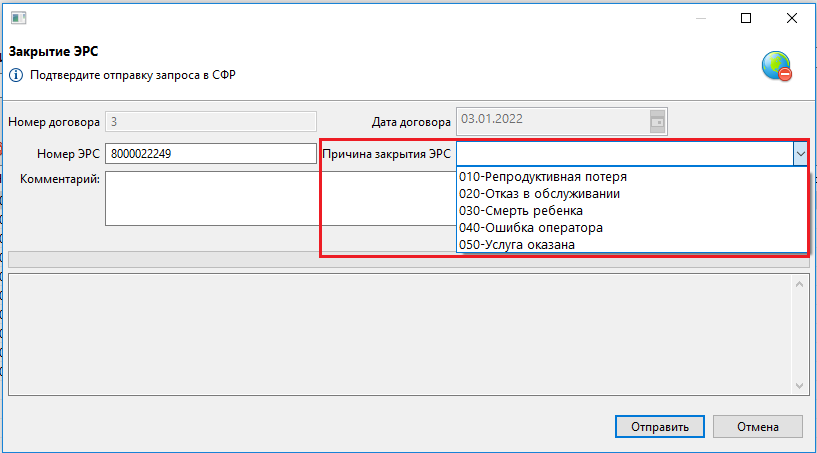 Закрытие ЭРС
Подтвердите отправку запроса в СФР
Номер договора 3 Дата договора 03.01.2022
Номер ЭРС 8000022249 Причина закрытия ЭРС
Комментарий:
010-Репродуктивная потеря
020-Отказ в обслуживании
030-Смерть ребенка
040-Ошибка оператора
050-Услуга оказана
Отправить Отмена